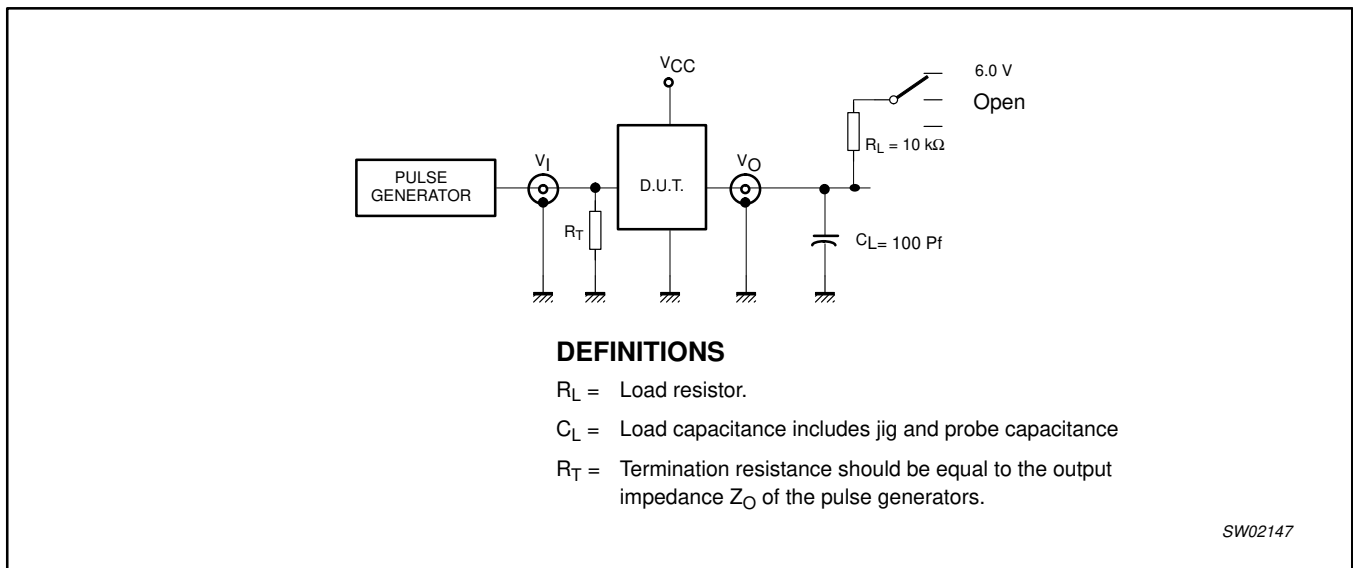 VCC
6.0 V
Open
RL = 10 kΩ
PULSE
GENERATOR
VI
D.U.T.
VO
RT
CL= 100 Pf
DEFINITIONS
RL = Load resistor.
CL = Load capacitance includes jig and probe capacitance
RT = Termination resistance should be equal to the output
impedance ZO of the pulse generators.
SW02147